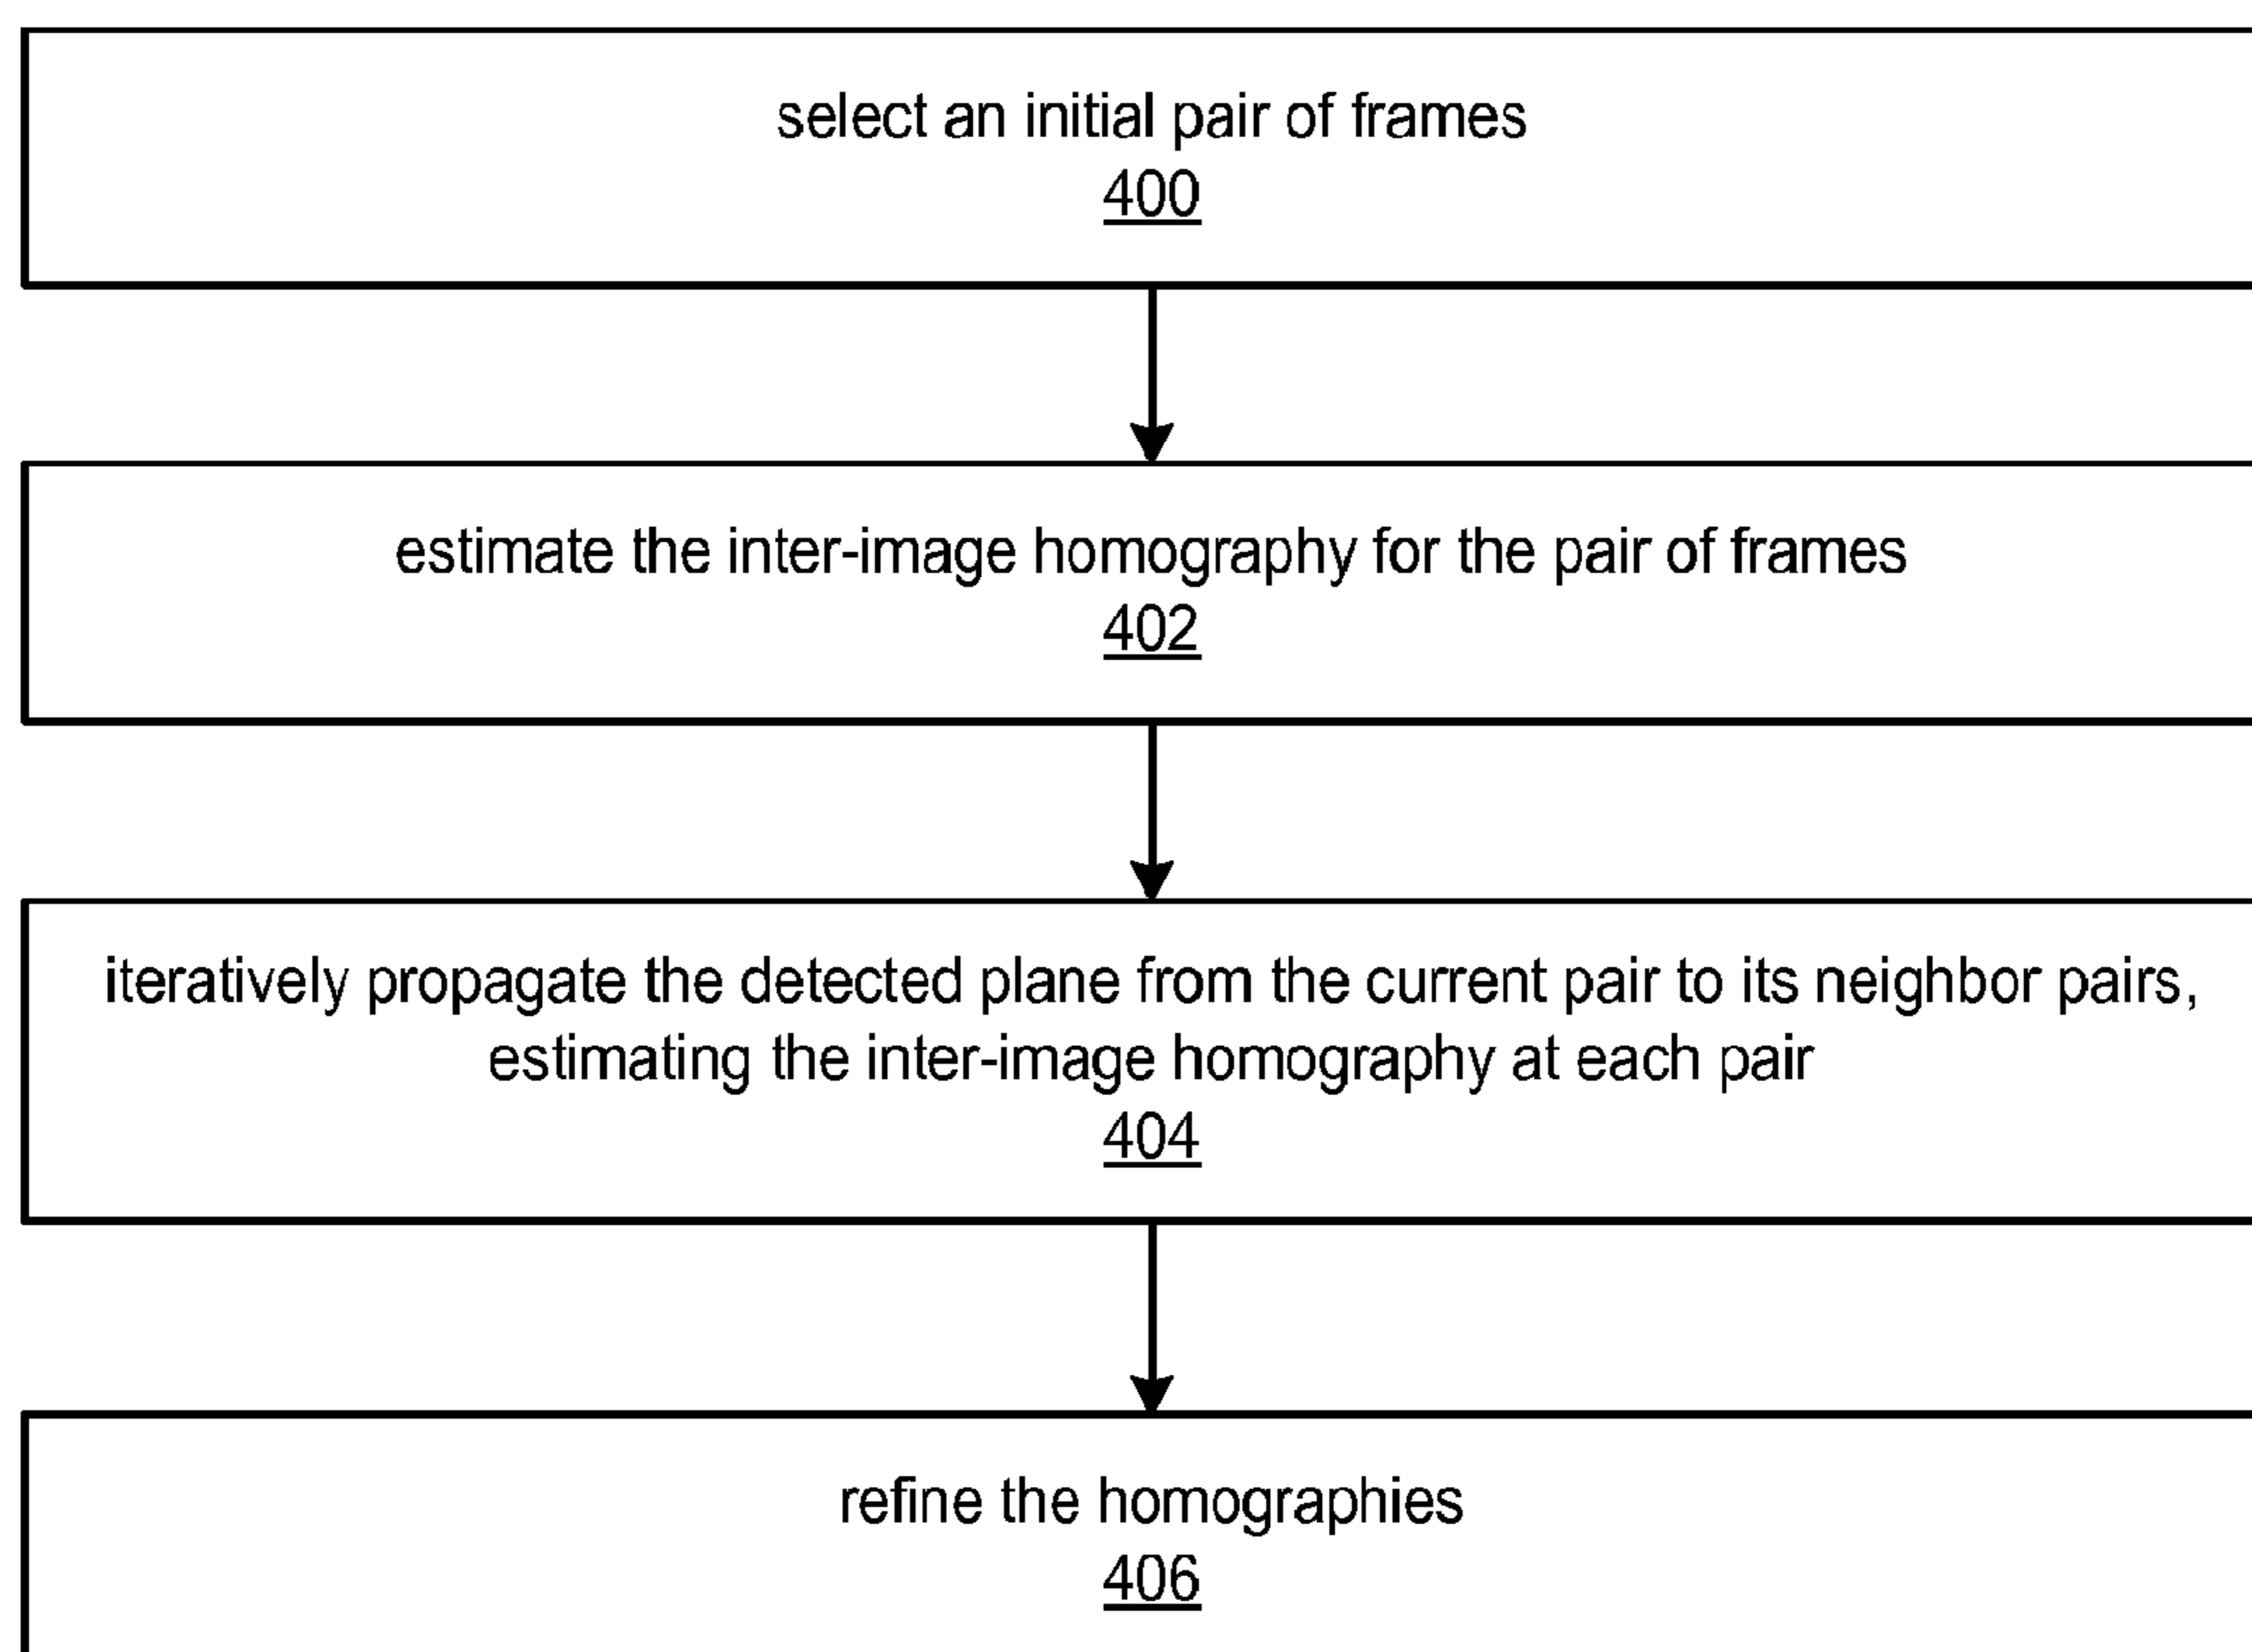 select an initial pair of frames
400
estimate the inter-image homography for the pair of frames
402
iteratively propagate the detected plane from the current pair to its neighbor pairs,
estimating the inter-image homography at each pair
404
refine the homographies
406